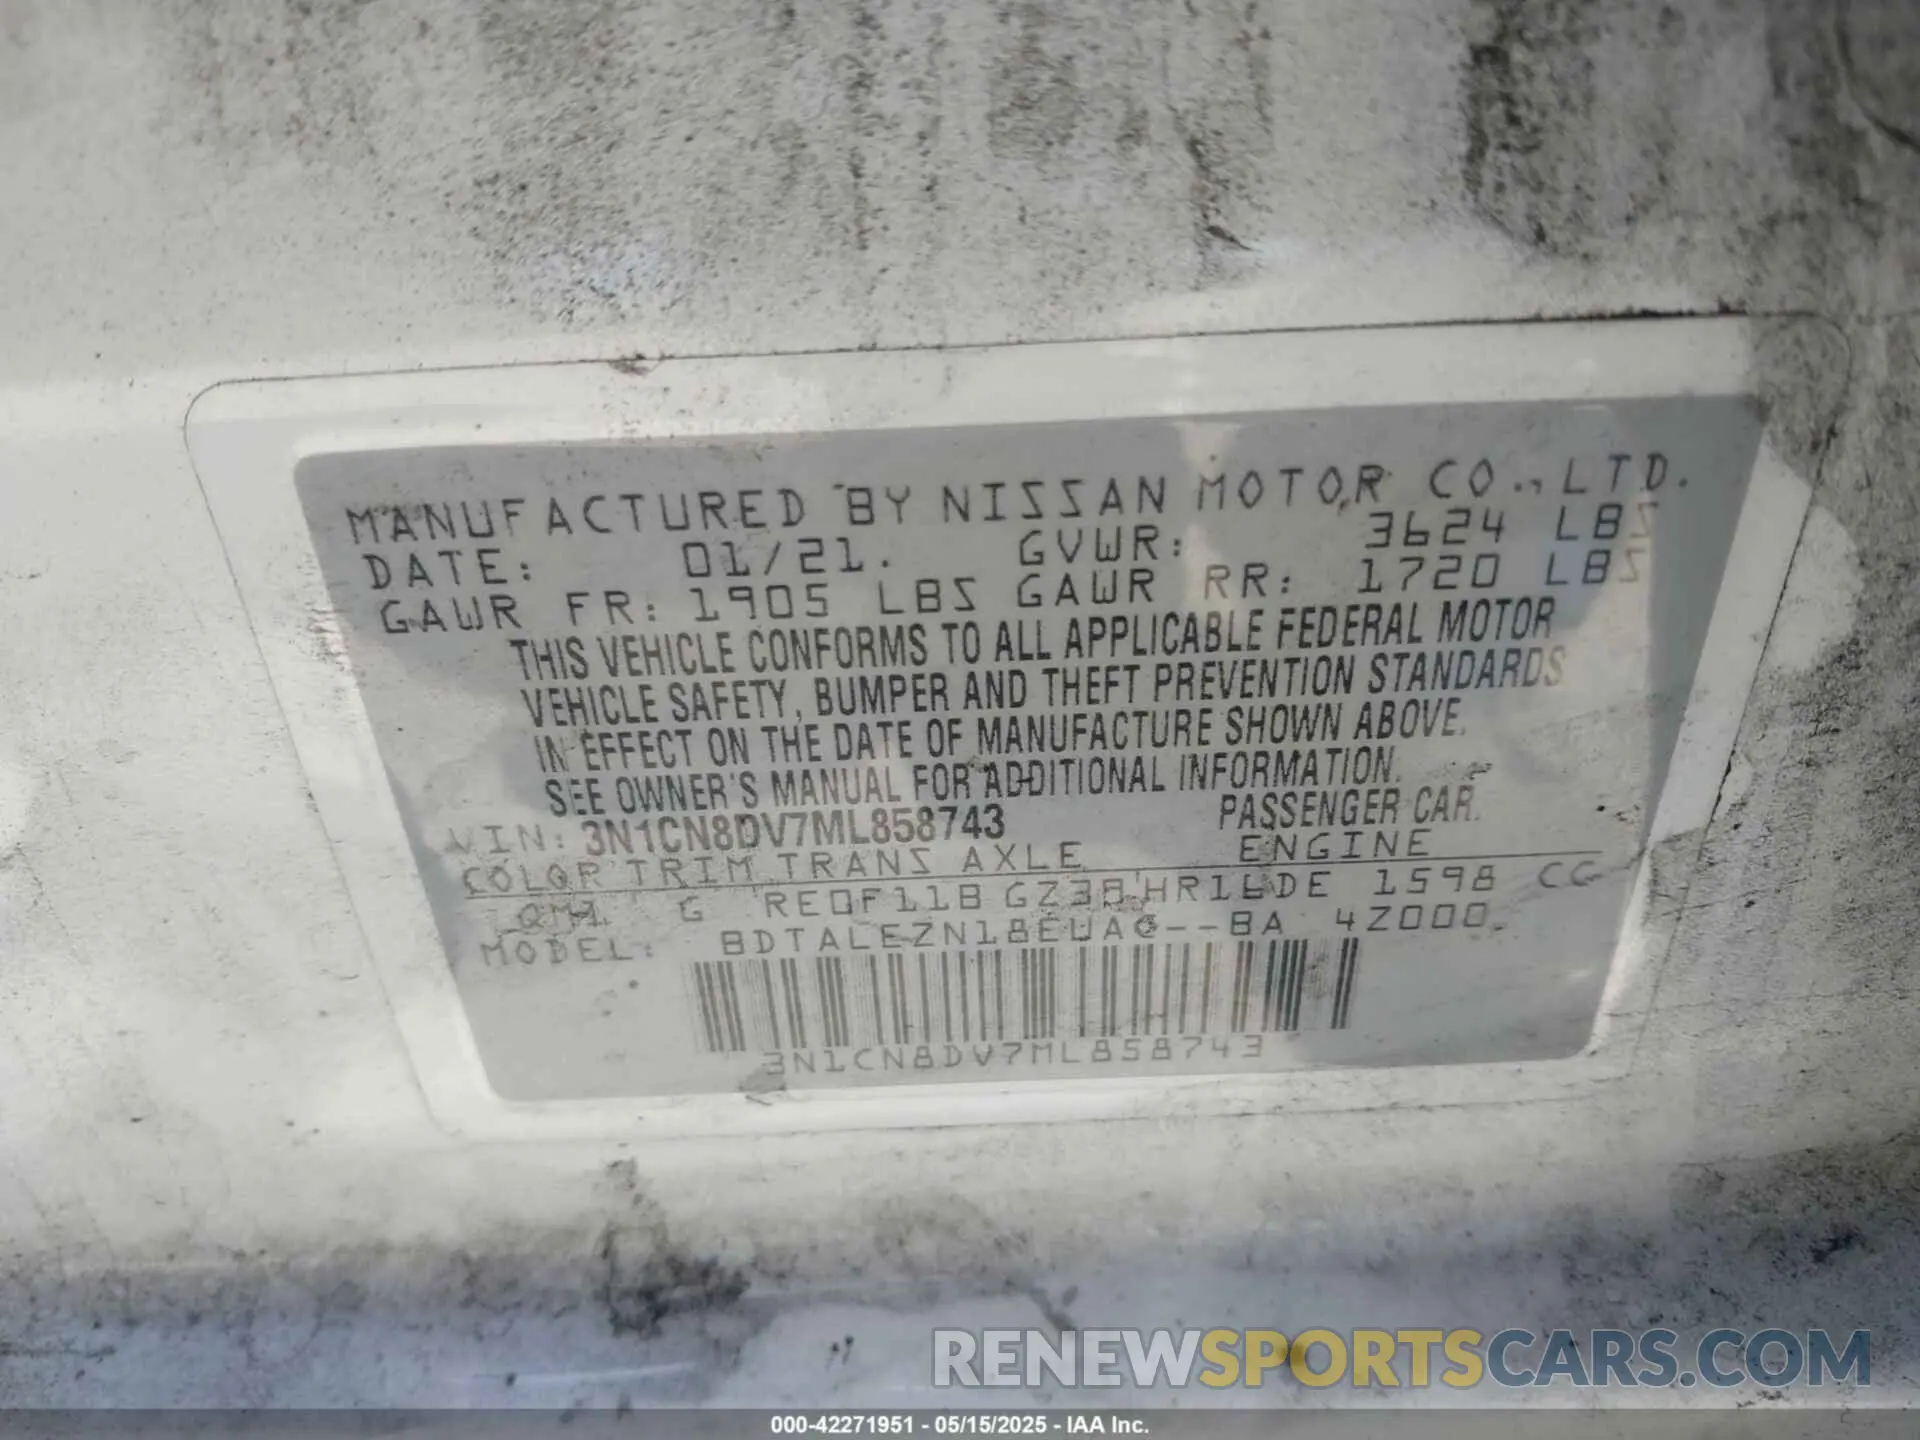 MANUFACTURED BY NISSAN MOTOR CO., LTD.
DATE: 01/21. GVWR: 3624 LBS
GAWR FR: 1905 LBS GAWR RR: 1720 LBS
THIS VEHICLE CONFORMS TO ALL APPLICABLE FEDERAL MOTOR
VEHICLE SAFETY, BUMPER AND THEFT PREVENTION STANDARDS
IN EFFECT ON THE DATE OF MANUFACTURE SHOWN ABOVE.
SEE OWNER'S MANUAL FOR ADDITIONAL INFORMATION.
VIN: 3N1CN8DV7ML858743 PASSENGER CAR.
COLOR TRIM TRANS AXLE ENGINE
QM1 G RE0F11B GZ38 HR16DE 1598 CC
MODEL: BDTALEZN18EUAC--BA 4Z000.
3N1CN8DV7ML858743
RENEWSPORTSCARS.COM
000-42271951 - 05/15/2025 - IAA Inc.